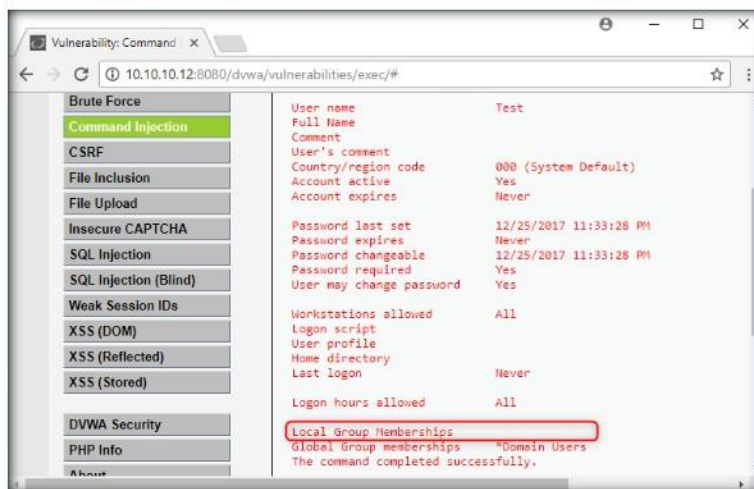 Vulnerability: Command
10.10.10.12:8080/dvwa/vulnerabilities/exec/#
Brute Force
Command Injection
CSRF
File Inclusion
File Upload
Insecure CAPTCHA
SQL Injection
SQL Injection (Blind)
Weak Session IDs
XSS (DOM)
XSS (Reflected)
XSS (Stored)
DVWA Security
PHP Info
About
User name Test
Full Name
Comment
User's comment
Country/region code 000 (System Default)
Account active Yes
Account expires Never
Password last set 12/25/2017 11:33:28 PM
Password expires Never
Password changeable 12/25/2017 11:33:28 PM
Password required Yes
User may change password Yes
Workstations allowed All
Logon script
User profile
Home directory
Last logon Never
Logon hours allowed All
Local Group Memberships
Global Group memberships *Domain Users
The command completed successfully.